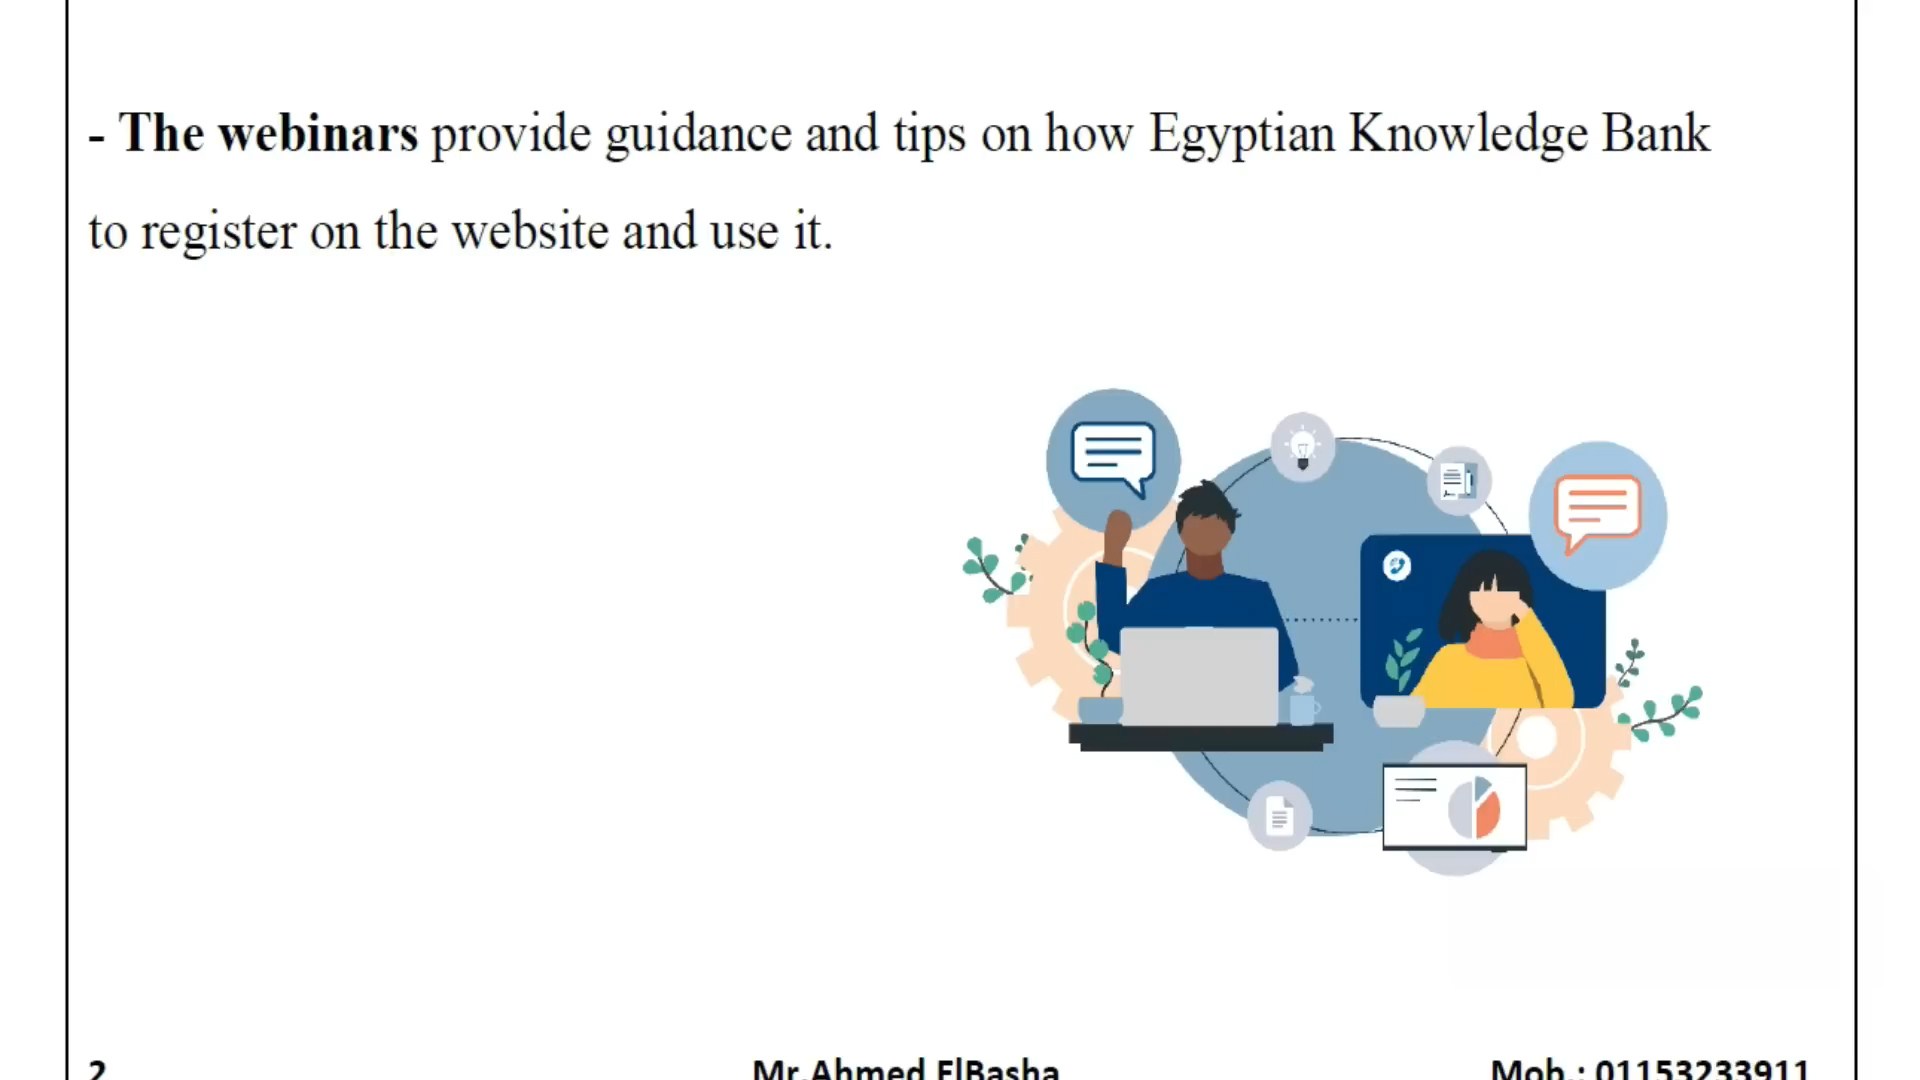 - The webinars provide guidance and tips on how Egyptian Knowledge Bank
to register on the website and use it.
2 Mr.Ahmed ElBasha Mob.: 01153233911